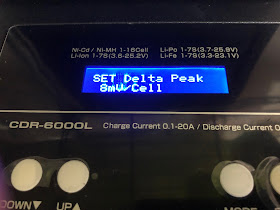 Ni-Cd / Ni-MH 1-18Cell Li-Po 1-7S(3.7-25.9V)
Li-Ion 1-7S(3.6-25.2V) Li-Fe 1-7S(3.3-23.1V)
SET Delta Peak
8mV/Cell
CDR-6000L Charge Current 0.1-20A / Discharge Current 0
DOWN▼ UP▲ MODE